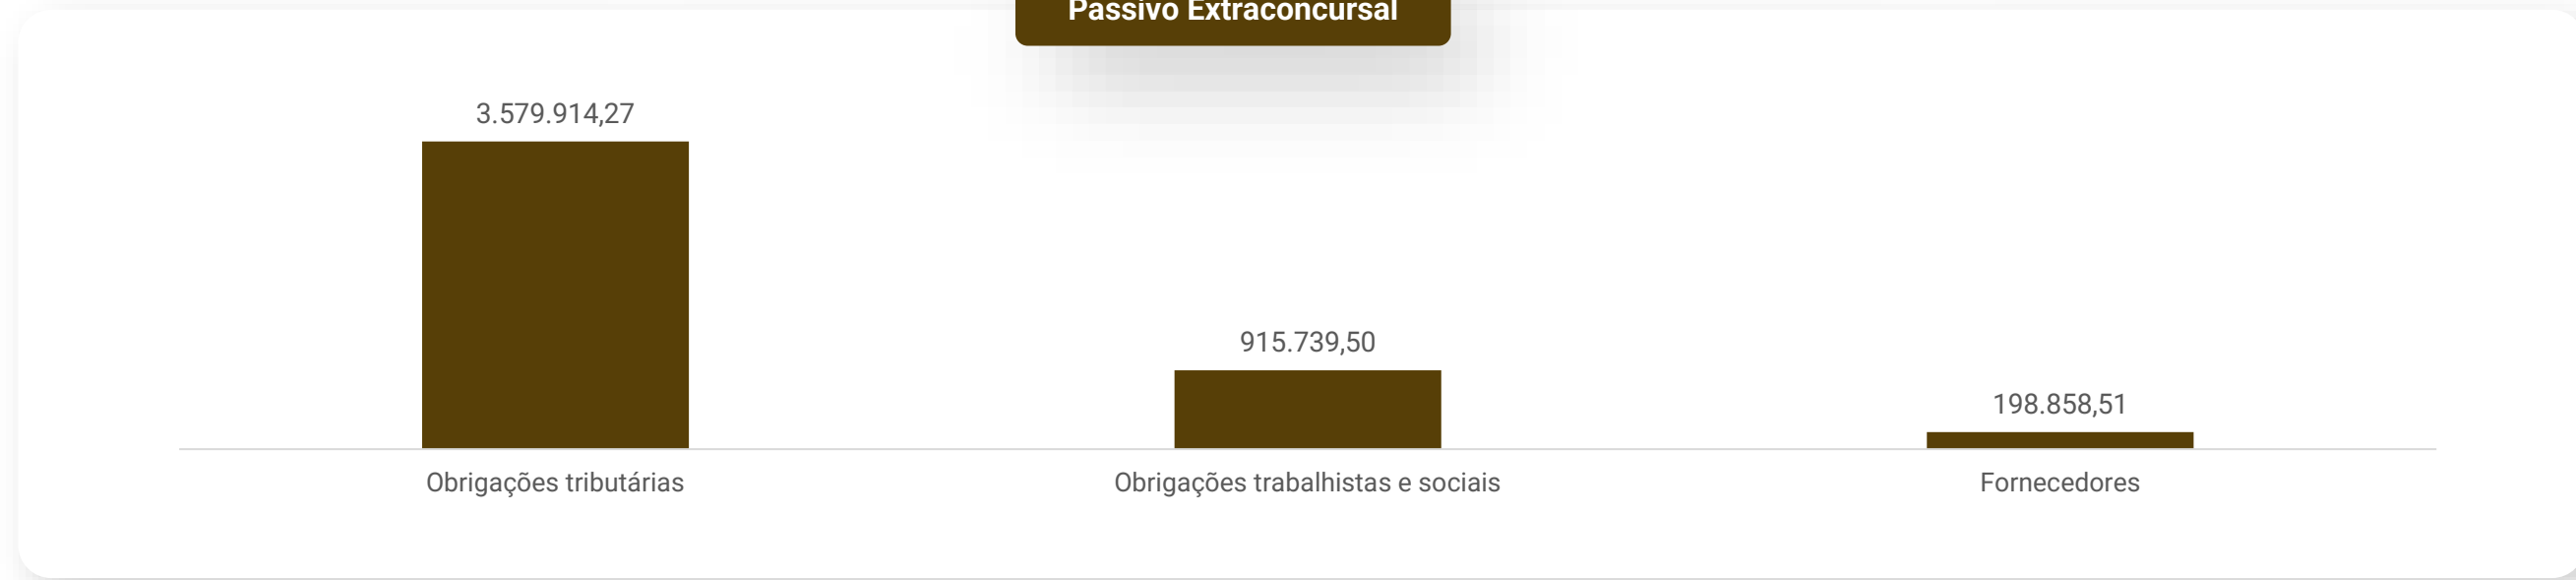 Passivo Extraconcursal
3.579.914,27
915.739,50
198.858,51
Obrigações tributárias
Obrigações trabalhistas e sociais
Fornecedores